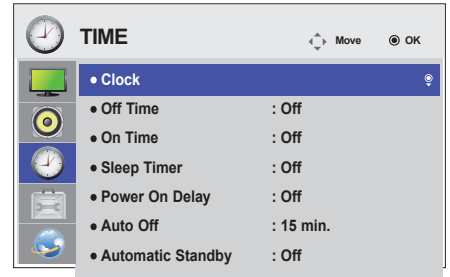 TIME Move OK
• Clock
• Off Time : Off
• On Time : Off
• Sleep Timer : Off
• Power On Delay : Off
• Auto Off : 15 min.
• Automatic Standby : Off